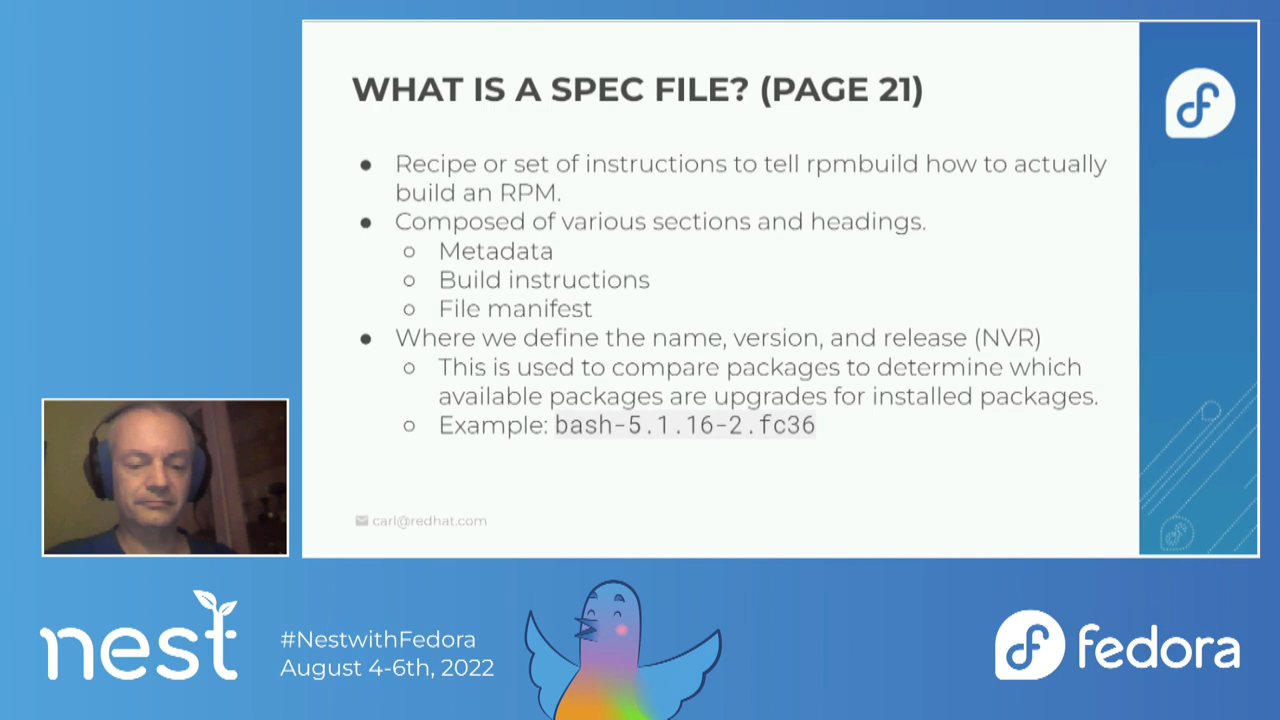 WHAT IS A SPEC FILE? (PAGE 21)
● Recipe or set of instructions to tell rpmbuild how to actually
build an RPM.
● Composed of various sections and headings.
○ Metadata
○ Build instructions
○ File manifest
● Where we define the name, version, and release (NVR)
○ This is used to compare packages to determine which
available packages are upgrades for installed packages.
○ Example: bash-5.1.16-2.fc36
carl@redhat.com
nest
#NestwithFedora
August 4-6th, 2022
fedora